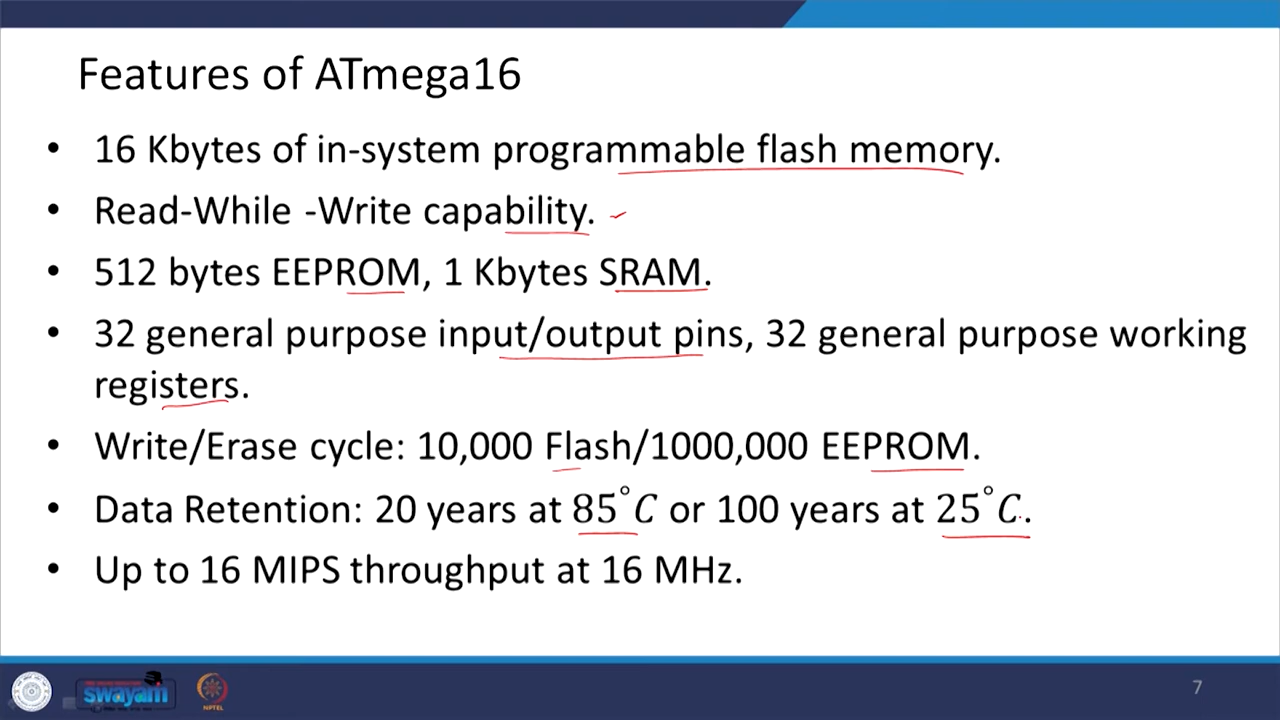 Features of ATmega16
• 16 Kbytes of in-system programmable flash memory.
• Read-While -Write capability.
• 512 bytes EEPROM, 1 Kbytes SRAM.
• 32 general purpose input/output pins, 32 general purpose working
registers.
• Write/Erase cycle: 10,000 Flash/1000,000 EEPROM.
• Data Retention: 20 years at 85°C or 100 years at 25°C.
• Up to 16 MIPS throughput at 16 MHz.
swayam
NPTEL
7